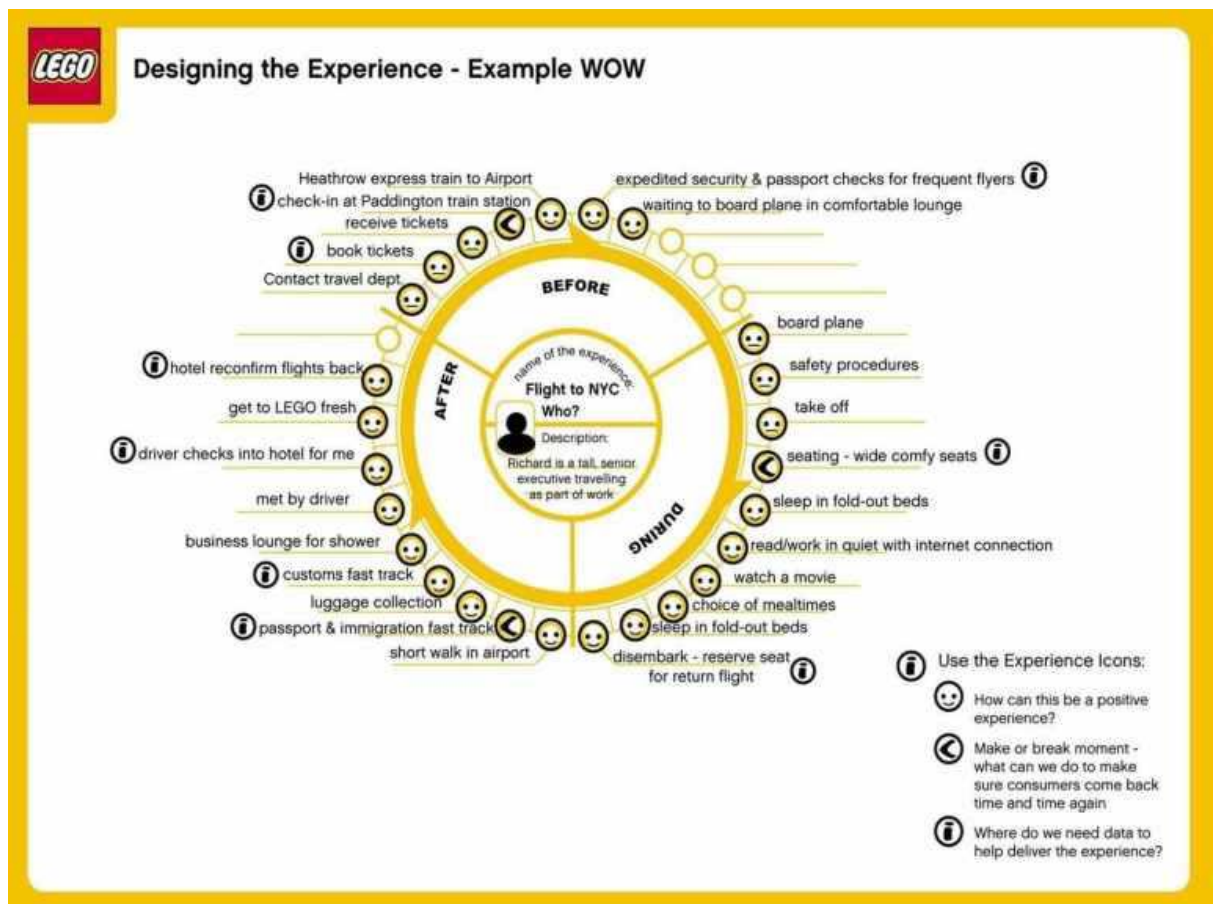 LEGO
Designing the Experience - Example WOW
Heathrow express train to Airport
check-in at Paddington train station
receive tickets
book tickets
Contact travel dept.
expedited security & passport checks for frequent flyers
waiting to board plane in comfortable lounge
board plane
safety procedures
take off
seating - wide comfy seats
sleep in fold-out beds
read/work in quiet with internet connection
watch a movie
choice of mealtimes
sleep in fold-out beds
disembark - reserve seat
for return flight
short walk in airport
passport & immigration fast track
luggage collection
customs fast track
business lounge for shower
met by driver
driver checks into hotel for me
get to LEGO fresh
hotel reconfirm flights back
BEFORE
DURING
AFTER
name of the experience:
Flight to NYC
Who?
Description:
Richard is a tall, senior
executive travelling
as part of work
Use the Experience Icons:
How can this be a positive
experience?
Make or break moment -
what can we do to make
sure consumers come back
time and time again
Where do we need data to
help deliver the experience?